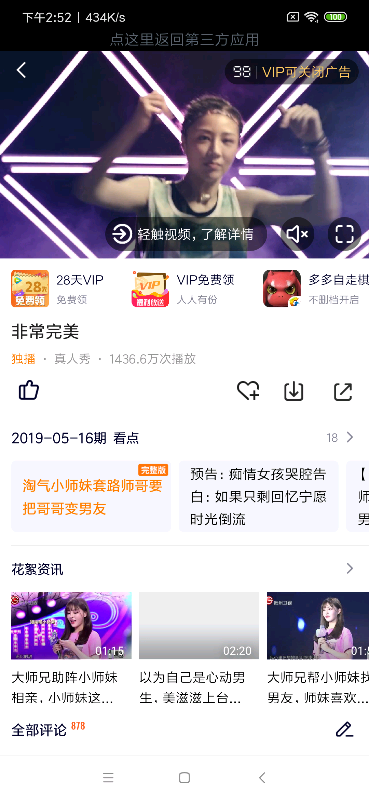 下午2:52 | 434K/s
100
点这里返回第三方应用
98 | VIP可关闭广告
轻触视频，了解详情
28天
免费领
28天VIP
免费领
VIP
福利放送
VIP免费领
人人有份
多多自走棋
不删档开启
非常完美
独播 · 真人秀 · 1436.6万次播放
2019-05-16期 看点
18
完整版
淘气小师妹套路师哥要
把哥哥变男友
预告：痴情女孩哭腔告
白：如果只剩回忆宁愿
时光倒流
【
师
男
花絮资讯
01:15
02:20
04:38
大师兄助阵小师妹
相亲，小师妹这...
以为自己是心动男
生，美滋滋上台...
大师兄帮小师妹找
男友，师妹喜欢...
全部评论 878